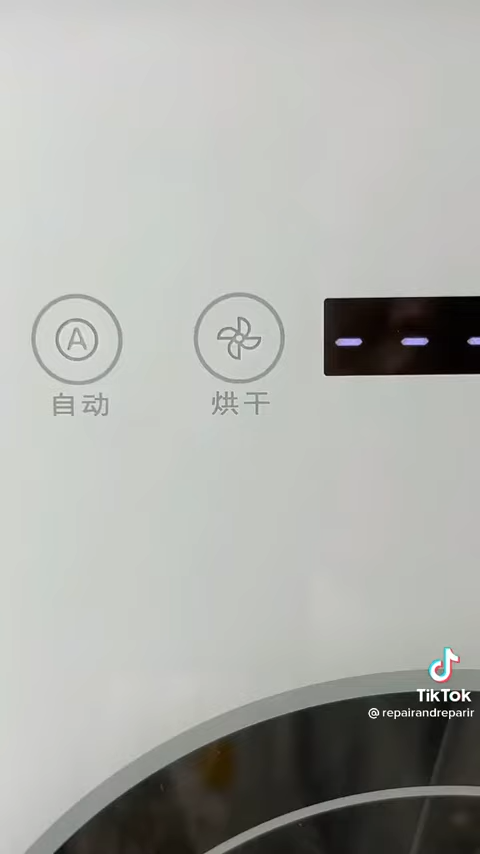 A
自动
烘干
- - -
TikTok
@ repairandreparir